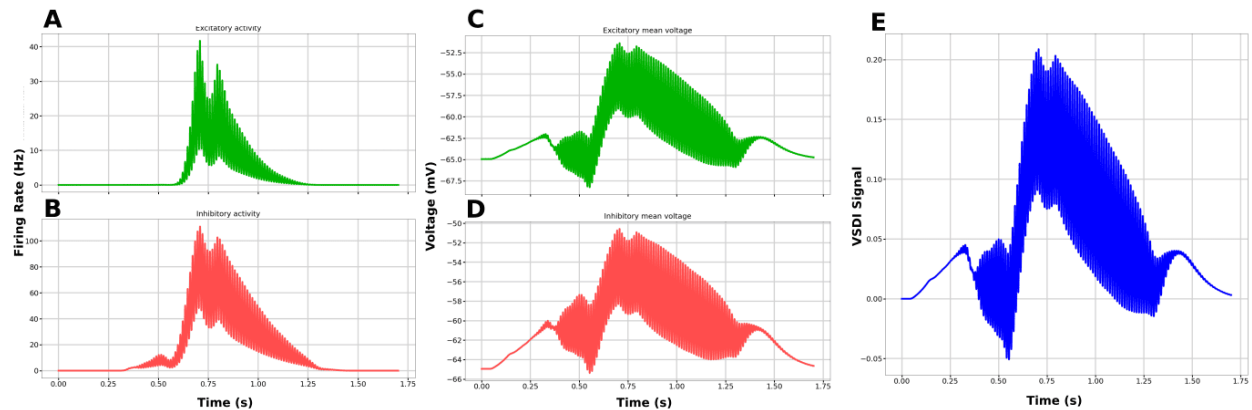 A
Excitatory activity
40
30
20
10
0
B
Inhibitory activity
100
80
60
40
20
0
0.00 0.25 0.50 0.75 1.00 1.25 1.50 1.75
Time (s)
Firing Rate (Hz)
C
Excitatory mean voltage
−52.5
−55.0
−57.5
−60.0
−62.5
−65.0
−67.5
D
Inhibitory mean voltage
−50
−52
−54
−56
−58
−60
−62
−64
−66
0.00 0.25 0.50 0.75 1.00 1.25 1.50 1.75
Time (s)
Voltage (mV)
E
0.20
0.15
0.10
0.05
0.00
−0.05
0.00 0.25 0.50 0.75 1.00 1.25 1.50 1.75
Time (s)
VSDI Signal